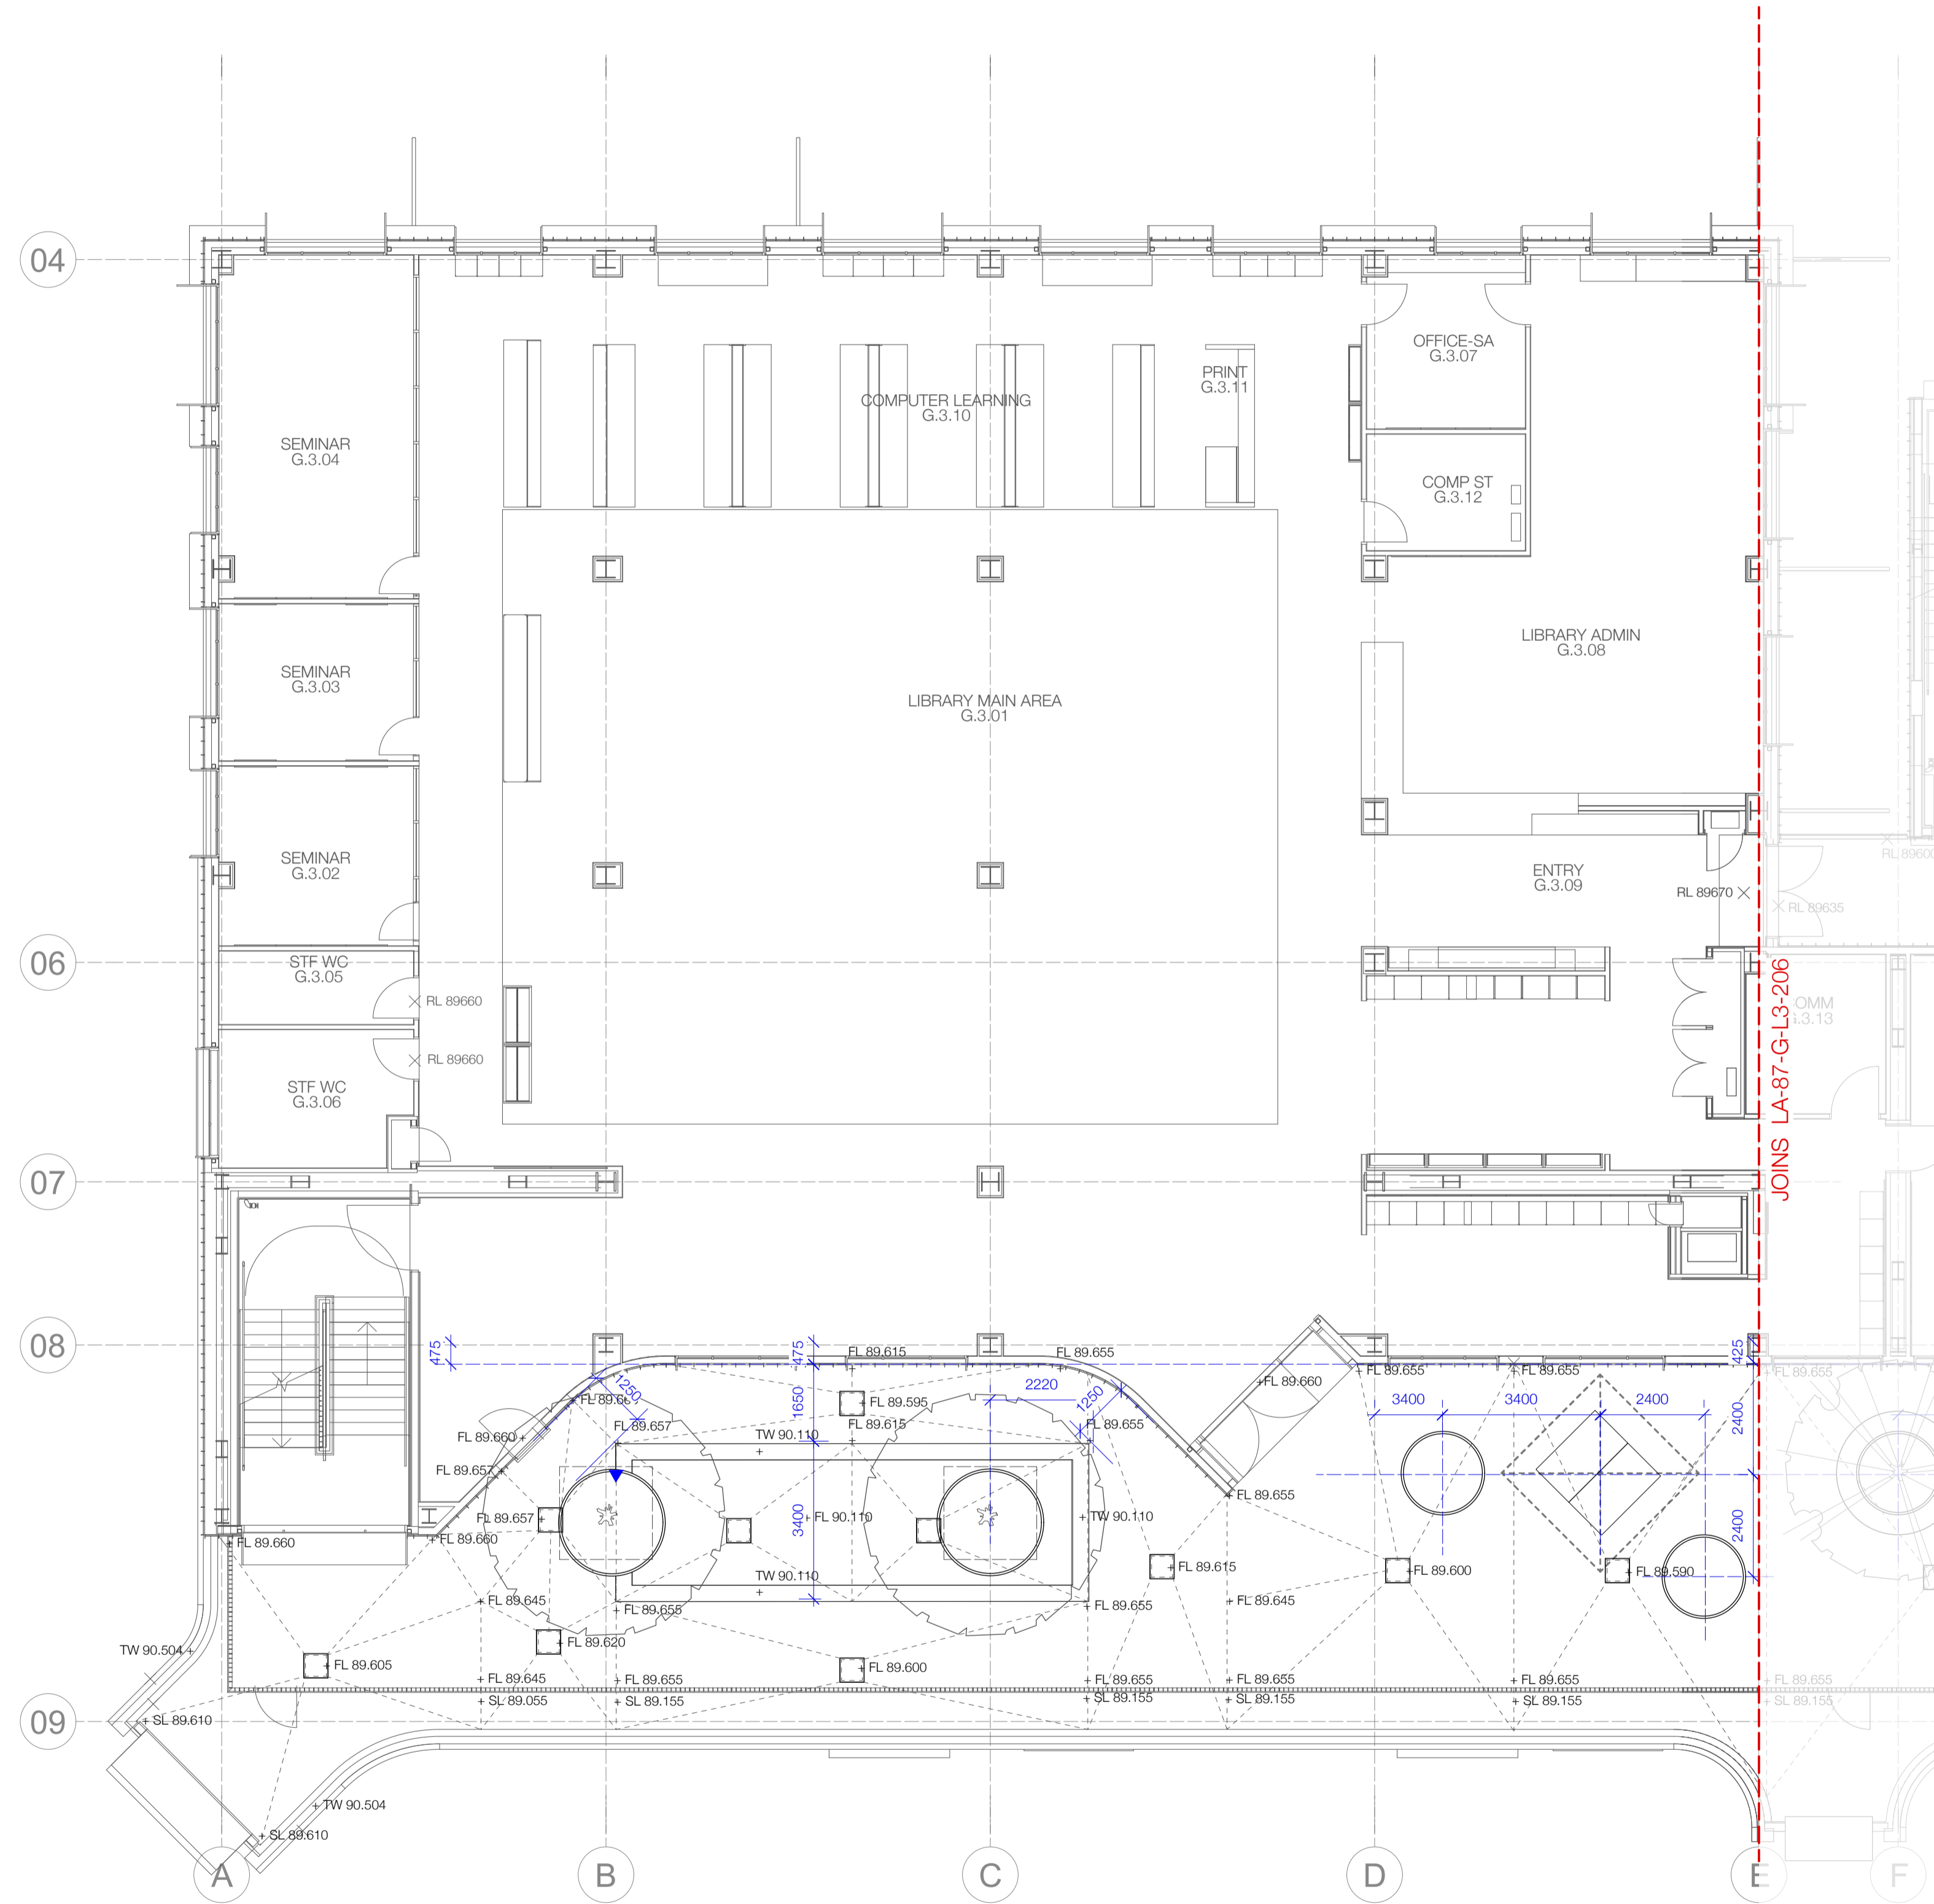 04
OFFICE-SA
G.3.07
PRINT
G.3.11
COMPUTER LEARNING
G.3.10
SEMINAR
G.3.04
COMP ST
G.3.12
LIBRARY ADMIN
G.3.08
SEMINAR
G.3.03
LIBRARY MAIN AREA
G.3.01
SEMINAR
G.3.02
ENTRY
G.3.09
RL 89670
RL 89600
RL 89635
06
STF WC
G.3.05
RL 89660
RL 89660
STF WC
G.3.06
JOINS LA-87-G-L3-206
OMM
.3.13
07
08
475
475
425
FL 89.615
FL 89.655
FL 89.655
FL 89.655
FL 89.655
FL 89.660
1250
2220
1250
1650
FL 89.595
3400
3400
2400
2400
FL 89.657
FL 89.615
FL 89.655
FL 89.660
TW 90.110
FL 89.657
FL 89.655
FL 89.657
FL 90.110
TW 90.110
3400
2400
FL 89.660
FL 89.660
FL 89.615
FL 89.600
FL 89.590
TW 90.110
FL 89.645
FL 89.655
FL 89.655
FL 89.645
TW 90.504
FL 89.620
FL 89.605
FL 89.600
FL 89.645
FL 89.655
FL 89.655
FL 89.655
FL 89.655
FL 89.655
SL 89.055
SL 89.155
SL 89.155
SL 89.155
SL 89.155
SL 89.155
09
SL 89.610
TW 90.504
SL 89.610
A
B
C
D
E
F